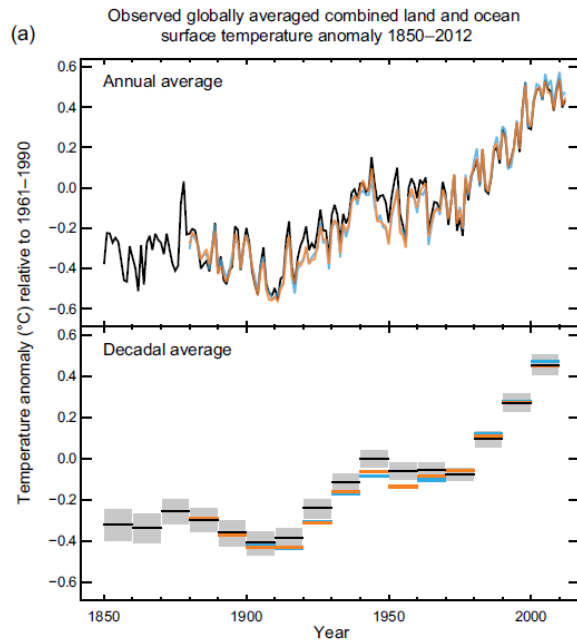 Observed globally averaged combined land and ocean
(a)
surface temperature anomaly 1850–2012
Temperature anomaly (°C) relative to 1961–1990
Annual average
0.6
0.4
0.2
0.0
−0.2
−0.4
−0.6
Decadal average
0.6
0.4
0.2
0.0
−0.2
−0.4
−0.6
1850 1900 1950 2000
Year